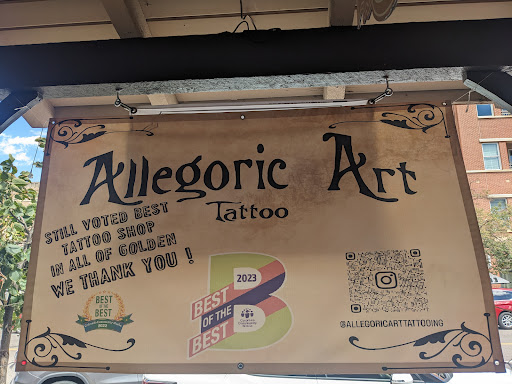 Allegoric Art
Tattoo
STILL VOTED BEST
TATTOO SHOP
IN ALL OF GOLDEN
WE THANK YOU !
BEST
OF THE
BEST
2023
BEST
OF THE
BEST
B
@ALLEGORICARTTATTOOING